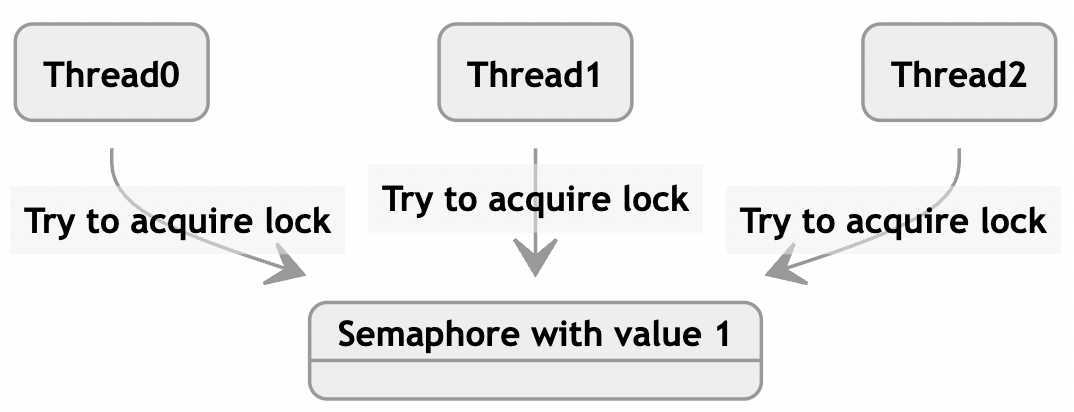 Thread0
Thread1
Thread2
Try to acquire lock
Try to acquire lock
Try to acquire lock
Semaphore with value 1